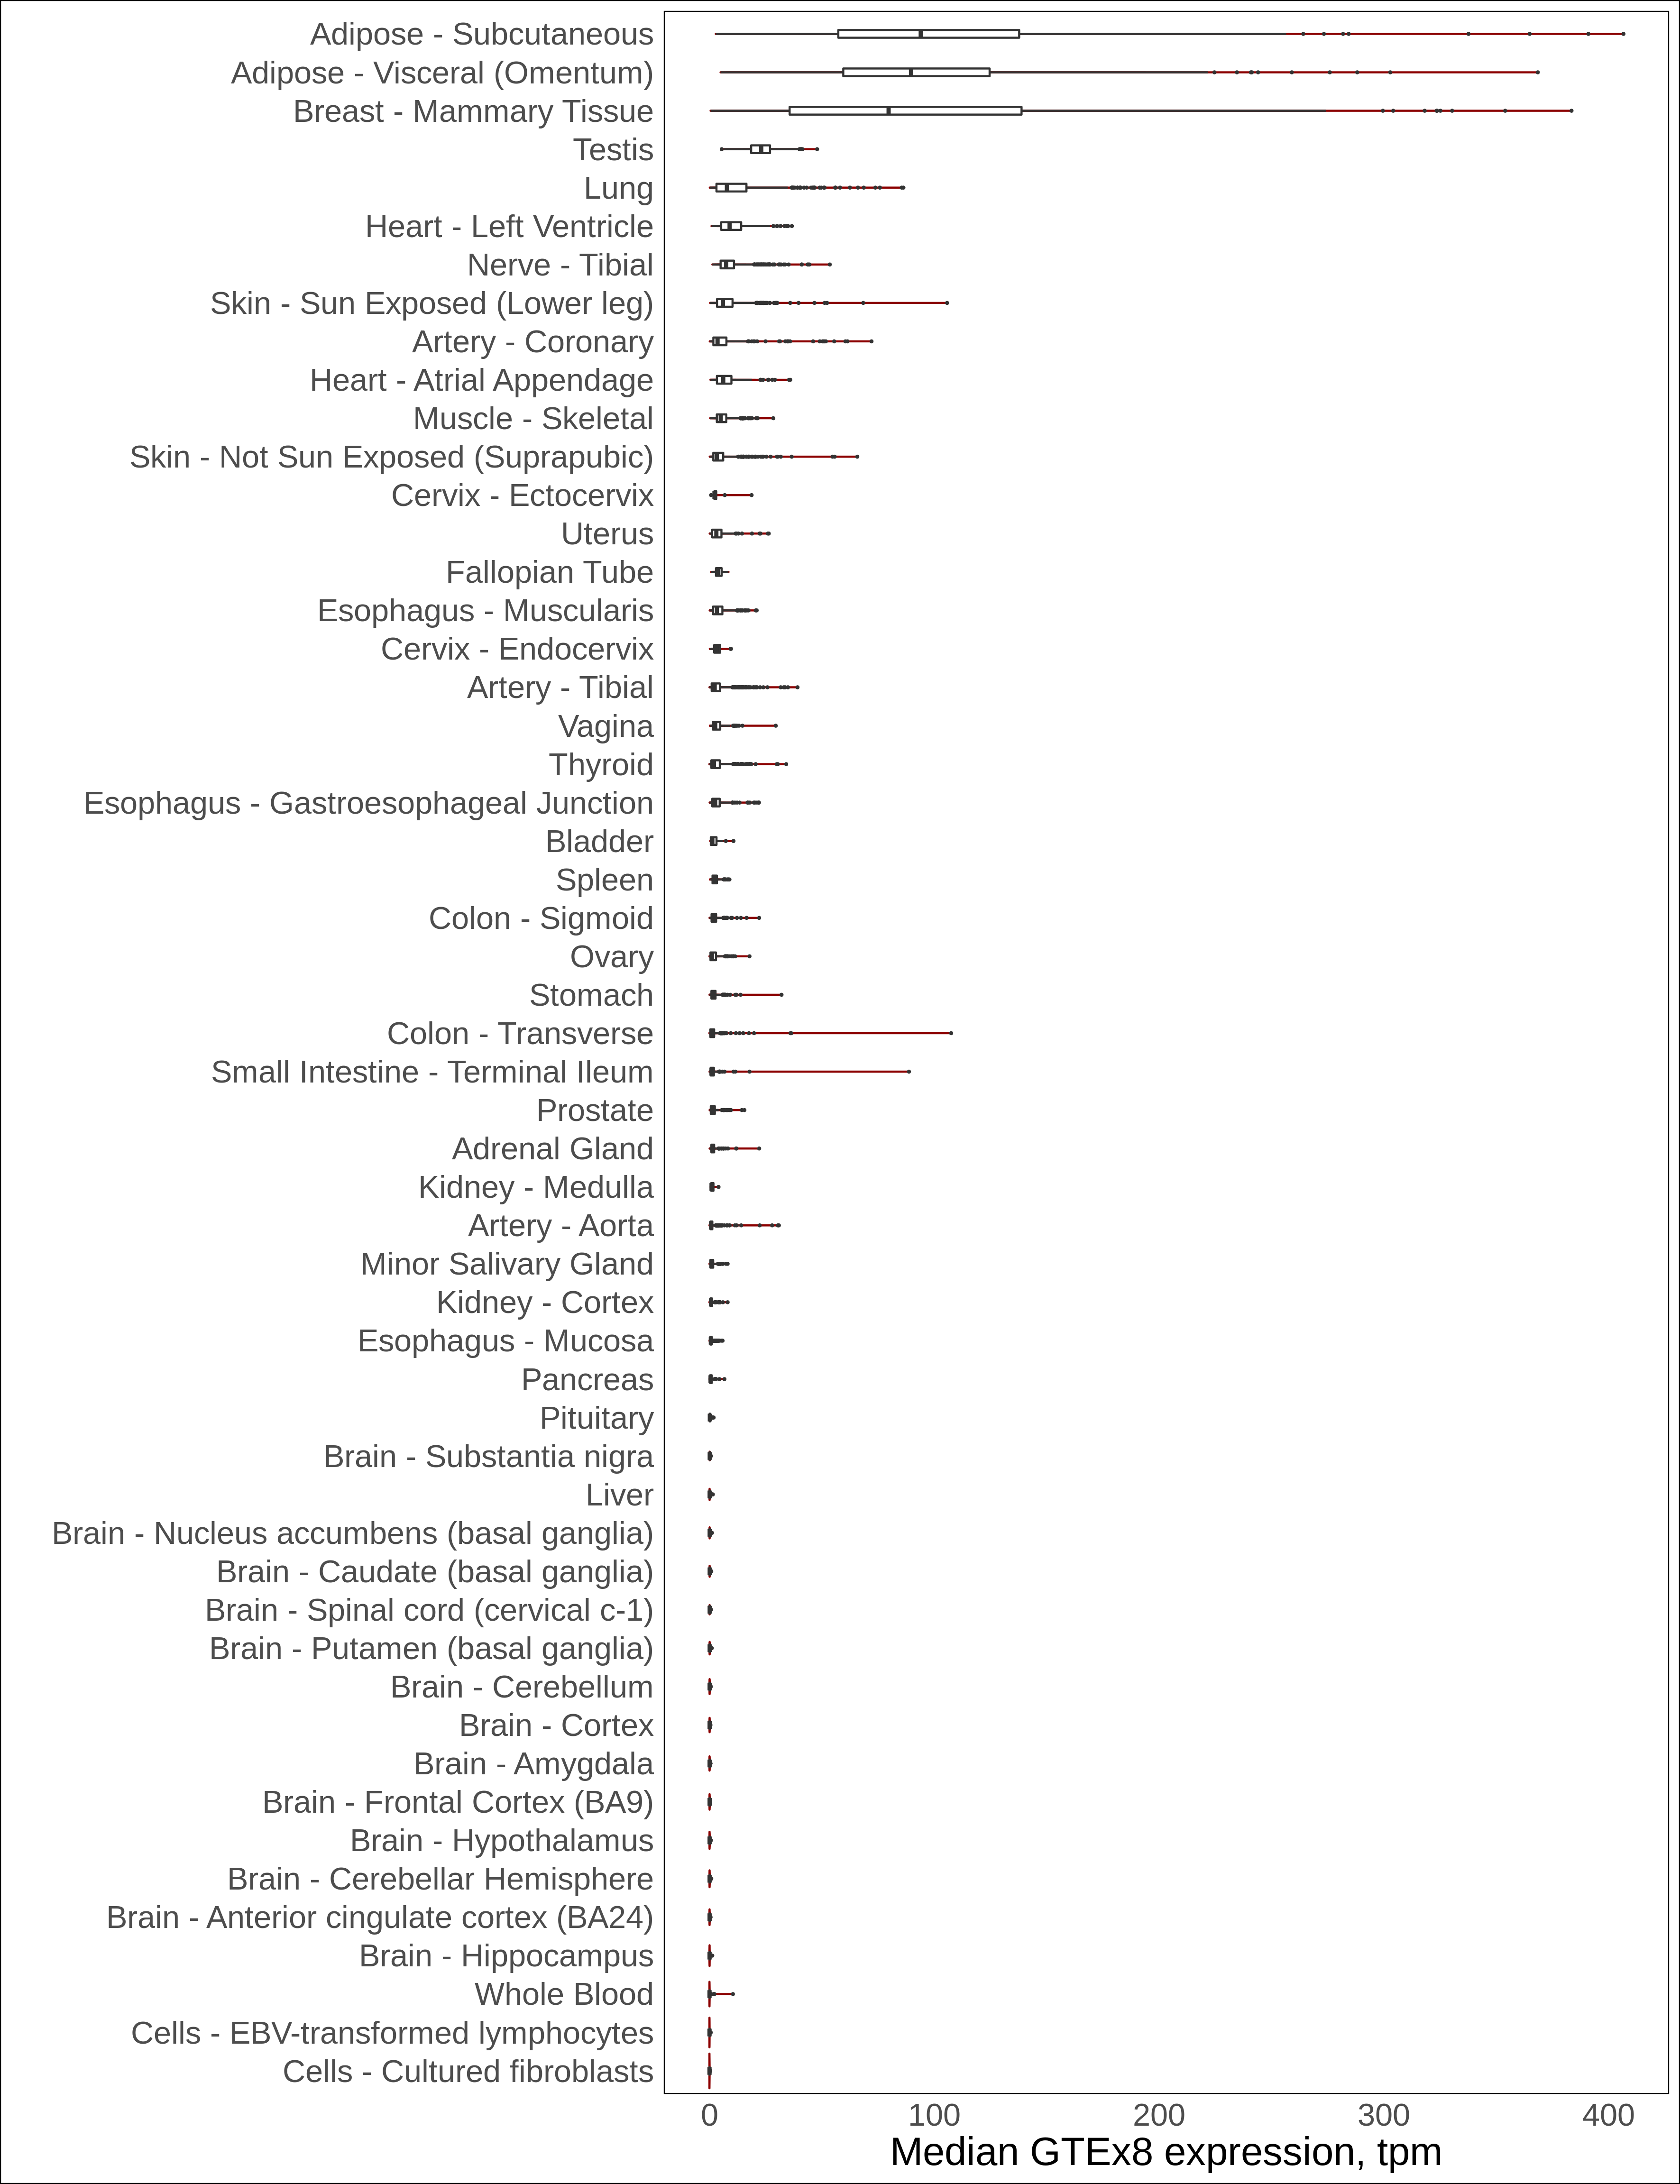 Adipose - Subcutaneous
Adipose - Visceral (Omentum)
Breast - Mammary Tissue
Testis
Lung
Heart - Left Ventricle
Nerve - Tibial
Skin - Sun Exposed (Lower leg)
Artery - Coronary
Heart - Atrial Appendage
Muscle - Skeletal
Skin - Not Sun Exposed (Suprapubic)
Cervix - Ectocervix
Uterus
Fallopian Tube
Esophagus - Muscularis
Cervix - Endocervix
Artery - Tibial
Vagina
Thyroid
Esophagus - Gastroesophageal Junction
Bladder
Spleen
Colon - Sigmoid
Ovary
Stomach
Colon - Transverse
Small Intestine - Terminal Ileum
Prostate
Adrenal Gland
Kidney - Medulla
Artery - Aorta
Minor Salivary Gland
Kidney - Cortex
Esophagus - Mucosa
Pancreas
Pituitary
Brain - Substantia nigra
Liver
Brain - Nucleus accumbens (basal ganglia)
Brain - Caudate (basal ganglia)
Brain - Spinal cord (cervical c-1)
Brain - Putamen (basal ganglia)
Brain - Cerebellum
Brain - Cortex
Brain - Amygdala
Brain - Frontal Cortex (BA9)
Brain - Hypothalamus
Brain - Cerebellar Hemisphere
Brain - Anterior cingulate cortex (BA24)
Brain - Hippocampus
Whole Blood
Cells - EBV-transformed lymphocytes
Cells - Cultured fibroblasts
0 100 200 300 400
Median GTEx8 expression, tpm